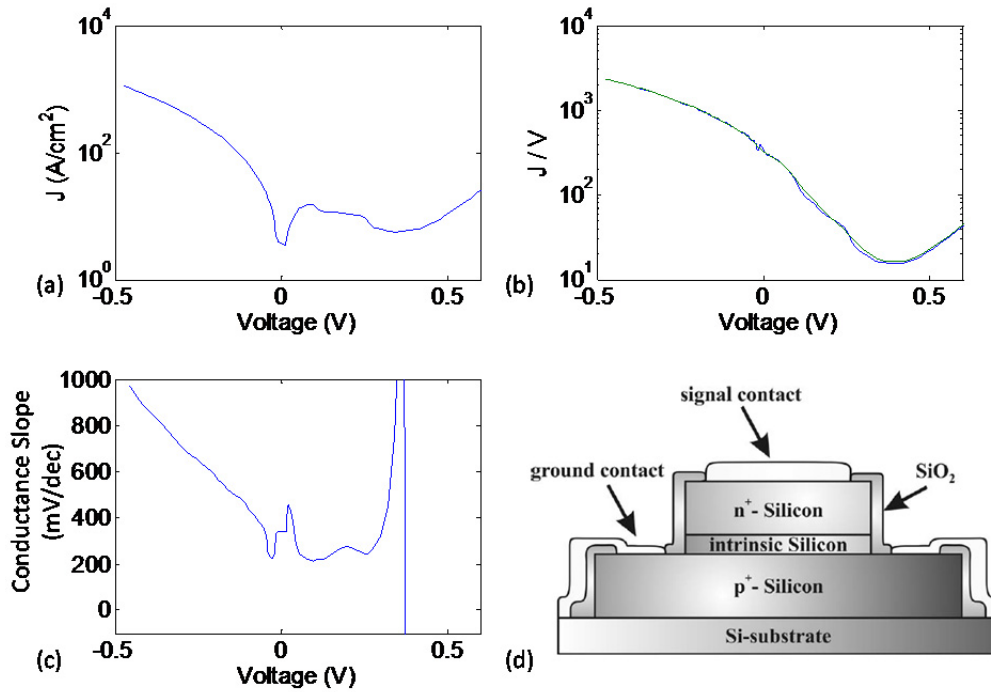 10^4
10^2
10^0
J (A/cm^2)
-0.5
0
0.5
Voltage (V)
(a)
10^4
10^3
10^2
10^1
J / V
-0.5
0
0.5
Voltage (V)
(b)
1000
800
600
400
200
0
Conductance Slope
(mV/dec)
-0.5
0
0.5
Voltage (V)
(c)
signal contact
ground contact
SiO_2
n^+- Silicon
intrinsic Silicon
p^+- Silicon
Si-substrate
(d)